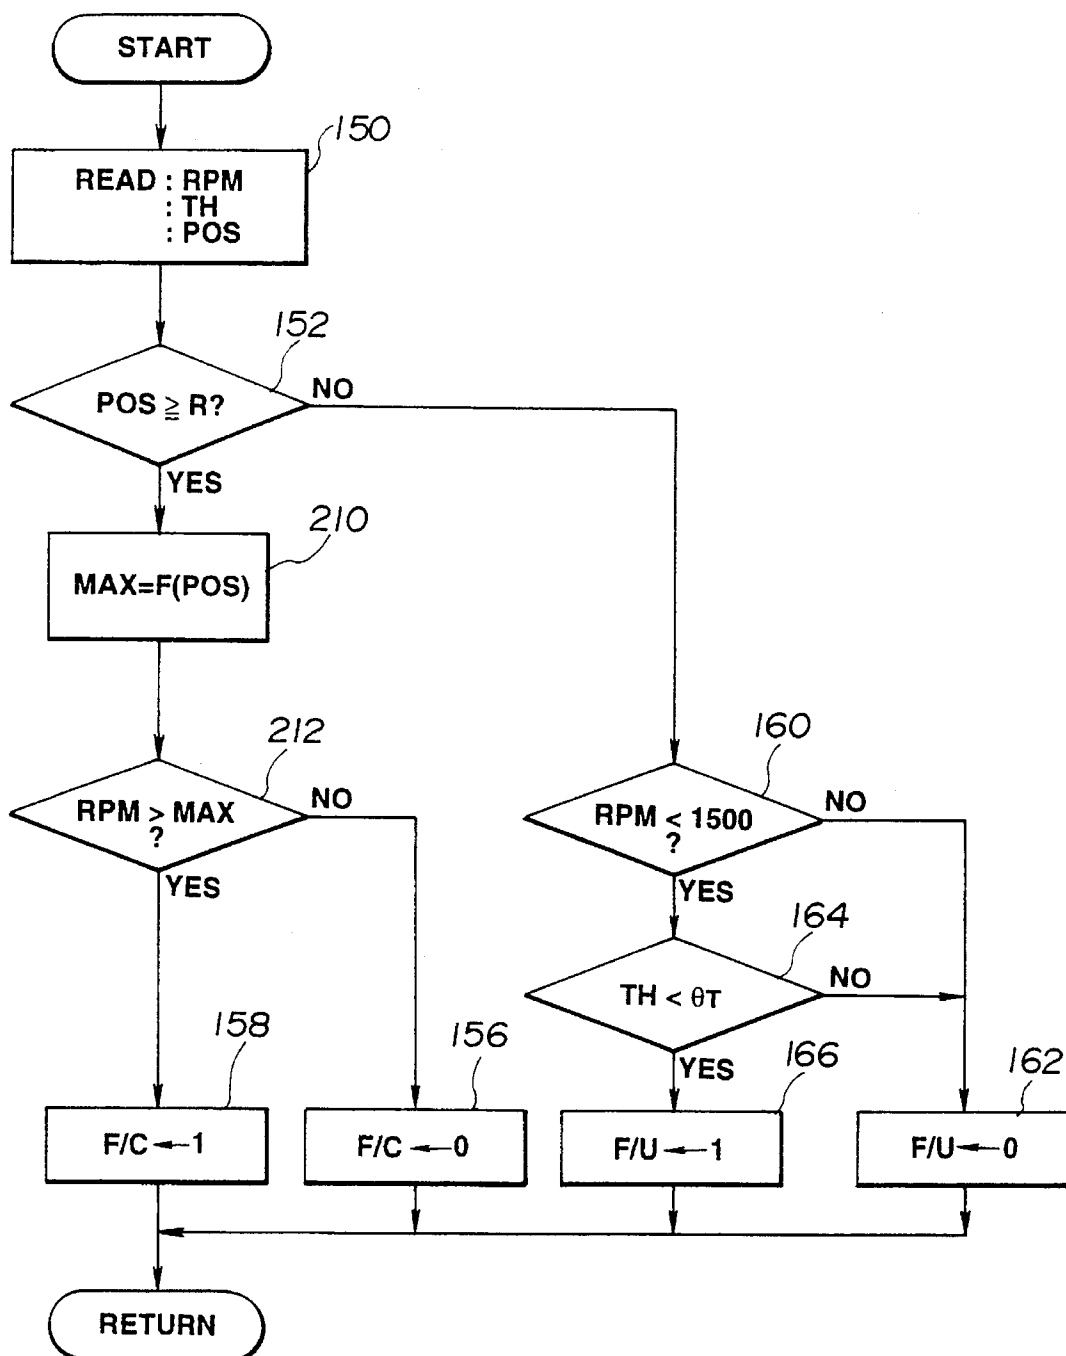 START
150
READ : RPM
: TH
: POS
152
POS ≧ R?
NO
YES
210
MAX=F(POS)
212
RPM > MAX
?
NO
YES
160
RPM < 1500
?
NO
YES
164
TH < θT
NO
YES
158
F/C ← 1
156
F/C ← 0
166
F/U ← 1
162
F/U ← 0
RETURN